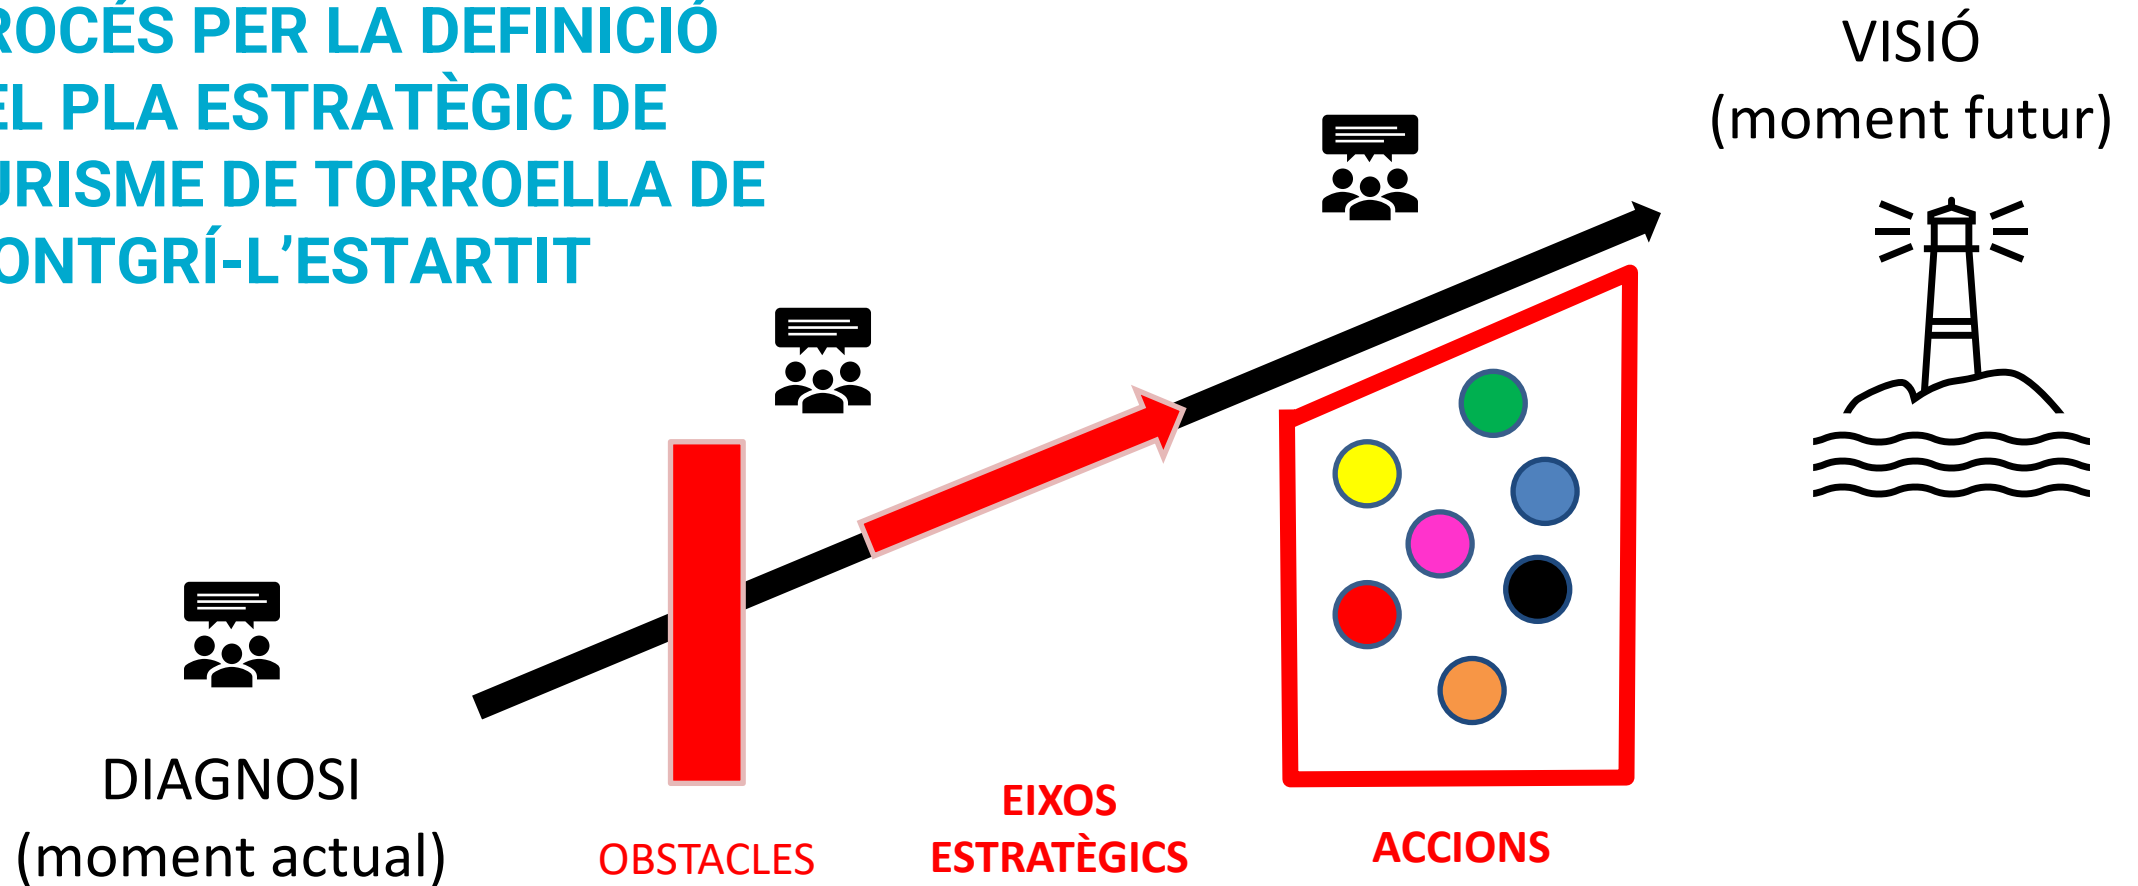 ROCÉS PER LA DEFINICIÓ
EL PLA ESTRATÈGIC DE
URISME DE TORROELLA DE
ONTGRÍ-L’ESTARTIT
VISIÓ
(moment futur)
DIAGNOSI
(moment actual)
OBSTACLES
EIXOS
ESTRATÈGICS
ACCIONS